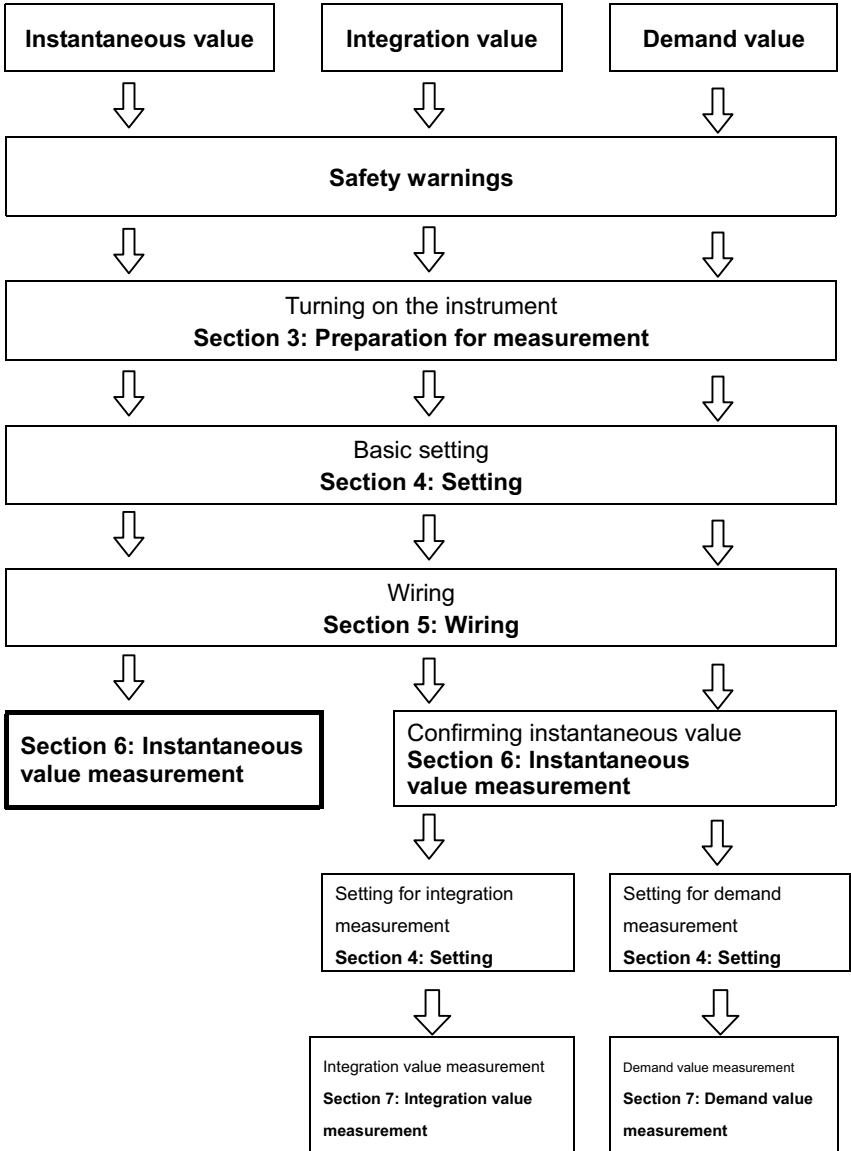 Instantaneous value
Integration value
Demand value
Safety warnings
Turning on the instrument
Section 3: Preparation for measurement
Basic setting
Section 4: Setting
Wiring
Section 5: Wiring
Section 6: Instantaneous
value measurement
Confirming instantaneous value
Section 6: Instantaneous
value measurement
Setting for integration
measurement
Section 4: Setting
Setting for demand
measurement
Section 4: Setting
Integration value measurement
Section 7: Integration value
measurement
Demand value measurement
Section 7: Demand value
measurement